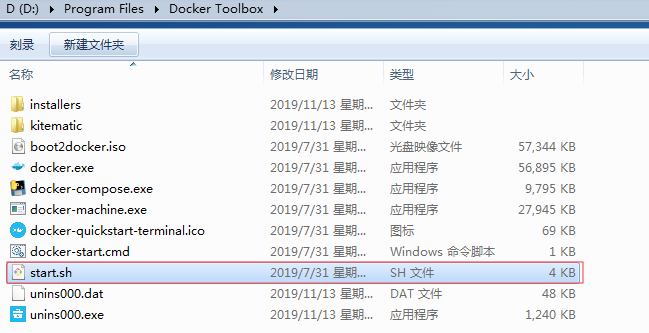 D (D:) ▸ Program Files ▸ Docker Toolbox ▸
刻录 新建文件夹
名称 修改日期 类型 大小
installers 2019/11/13 星期... 文件夹
kitematic 2019/11/13 星期... 文件夹
boot2docker.iso 2019/7/31 星期... 光盘映像文件 57,344 KB
docker.exe 2019/7/31 星期... 应用程序 56,895 KB
docker-compose.exe 2019/7/31 星期... 应用程序 9,795 KB
docker-machine.exe 2019/7/31 星期... 应用程序 27,945 KB
docker-quickstart-terminal.ico 2019/7/31 星期... 图标 69 KB
docker-start.cmd 2019/7/31 星期... Windows 命令脚本 1 KB
start.sh 2019/7/31 星期... SH 文件 4 KB
unins000.dat 2019/11/13 星期... DAT 文件 48 KB
unins000.exe 2019/11/13 星期... 应用程序 1,240 KB